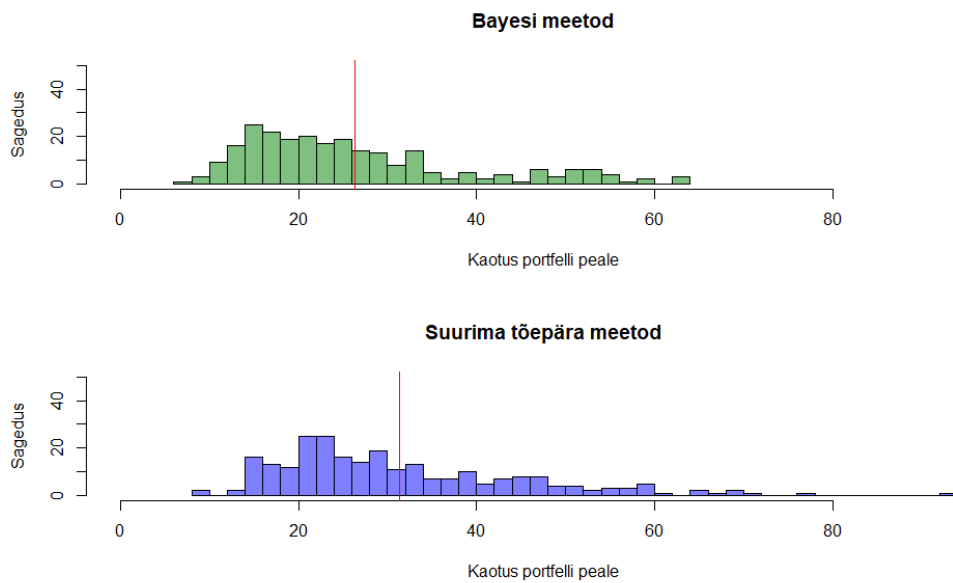 Bayesi meetod
Sagedus
40
20
0
0 20 40 60 80
Kaotus portfelli peale
Suurima tõepära meetod
Sagedus
40
20
0
0 20 40 60 80
Kaotus portfelli peale